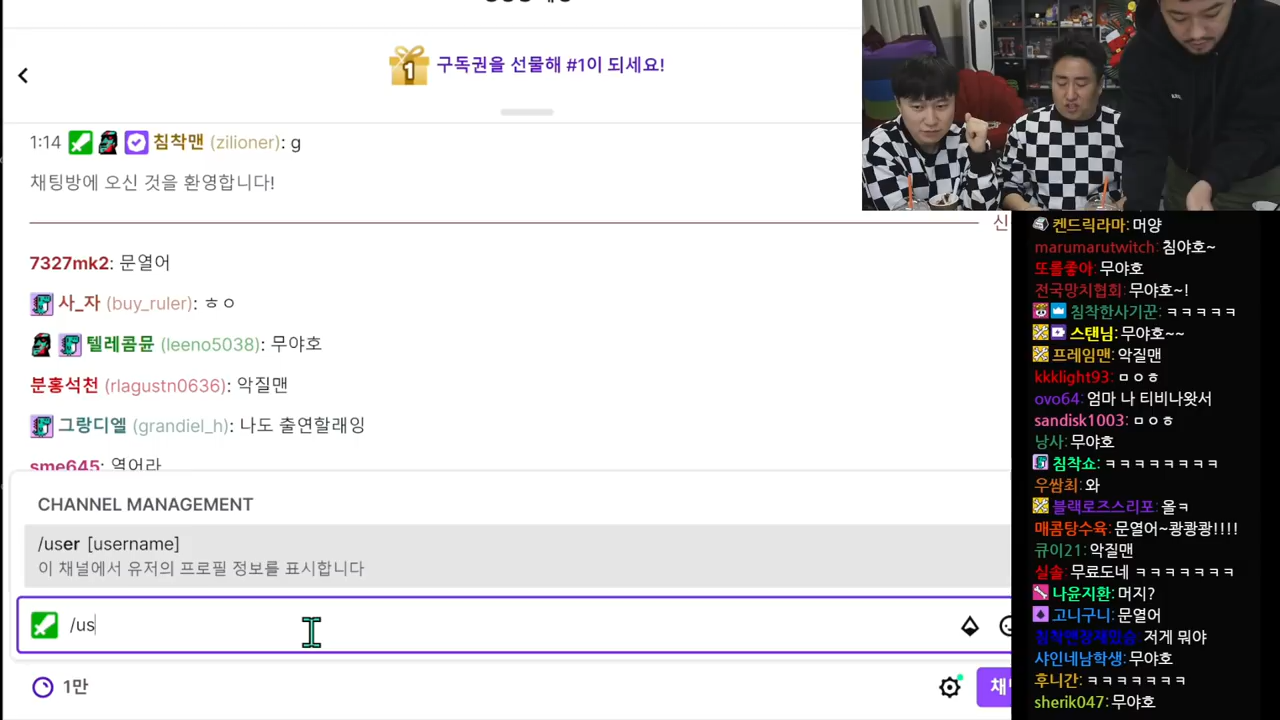 구독권을 선물해 #1이 되세요!
1:14 침착맨 (zilioner): g
채팅방에 오신 것을 환영합니다!
신
7327mk2: 문열어
사_자 (buy_ruler): ㅎㅇ
텔레콤뮨 (leeno5038): 무야호
분홍석천 (rlagustn0636): 악질맨
그랑디엘 (grandiel_h): 나도 출연할래잉
sme645: 열어라
CHANNEL MANAGEMENT
/user [username]
이 채널에서 유저의 프로필 정보를 표시합니다
/us
1만
채
켄드릭라마: 머양
marumarutwitch: 침야호~
또롤좋아: 무야호
전국망치협회: 무야호~!
침착한사기꾼: ㅋㅋㅋㅋㅋ
스탠님: 무야호~~
프레임맨: 악질맨
kkklight93: ㅁㅇㅎ
ovo64: 엄마 나 티비나왓서
sandisk1003: ㅁㅇㅎ
낭사: 무야호
침착쇼: ㅋㅋㅋㅋㅋㅋㅋㅋ
우쌈최: 와
블랙로즈스리포: 올ㅋ
매콤탕수육: 문열어~쾅쾅쾅!!!!
큐이21: 악질맨
실솔: 무료도네 ㅋㅋㅋㅋㅋㅋㅋ
나윤지환: 머지?
고니구니: 문열어
저게 뭐야
샤인네남학생: 무야호
후니간: ㅋㅋㅋㅋㅋㅋㅋ
sherik047: 무야호